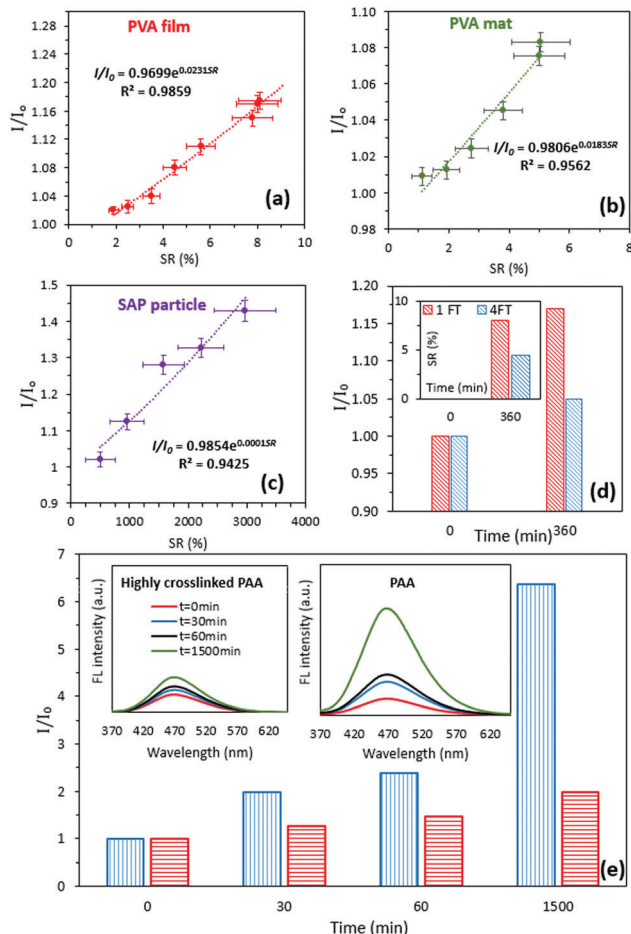 PVA film
I/I₀ = 0.9699e^0.0231SR
R² = 0.9859
1.28
1.24
1.20
1.16
1.12
1.08
1.04
1.00
I/Iₒ
(a)
0 2 4 6 8 10
SR (%)
PVA mat
I/I₀ = 0.9806e^0.0183SR
R² = 0.9562
1.10
1.08
1.06
1.04
1.02
1.00
0.98
I/Iₒ
(b)
0 2 4 6 8
SR (%)
SAP particle
I/I₀ = 0.9854e^0.0001SR
R² = 0.9425
1.5
1.4
1.3
1.2
1.1
1
0.9
I/Iₒ
(c)
0 1000 2000 3000 4000
SR (%)
1.20
1.15
1.10
1.05
1.00
0.95
0.90
I/I₀
10
5
0
SR (%)
1 FT 4FT
Time (min)
0 360
(d)
0 360
Time (min)
7
6
5
4
3
2
1
0
I/I₀
Highly crosslinked PAA
t=0min
t=30min
t=60min
t=1500min
FL intensity (a.u.)
370 420 470 520 570 620
Wavelength (nm)
PAA
FL intensity (a.u.)
370 420 470 520 570 620
Wavelength (nm)
(e)
0 30 60 1500
Time (min)